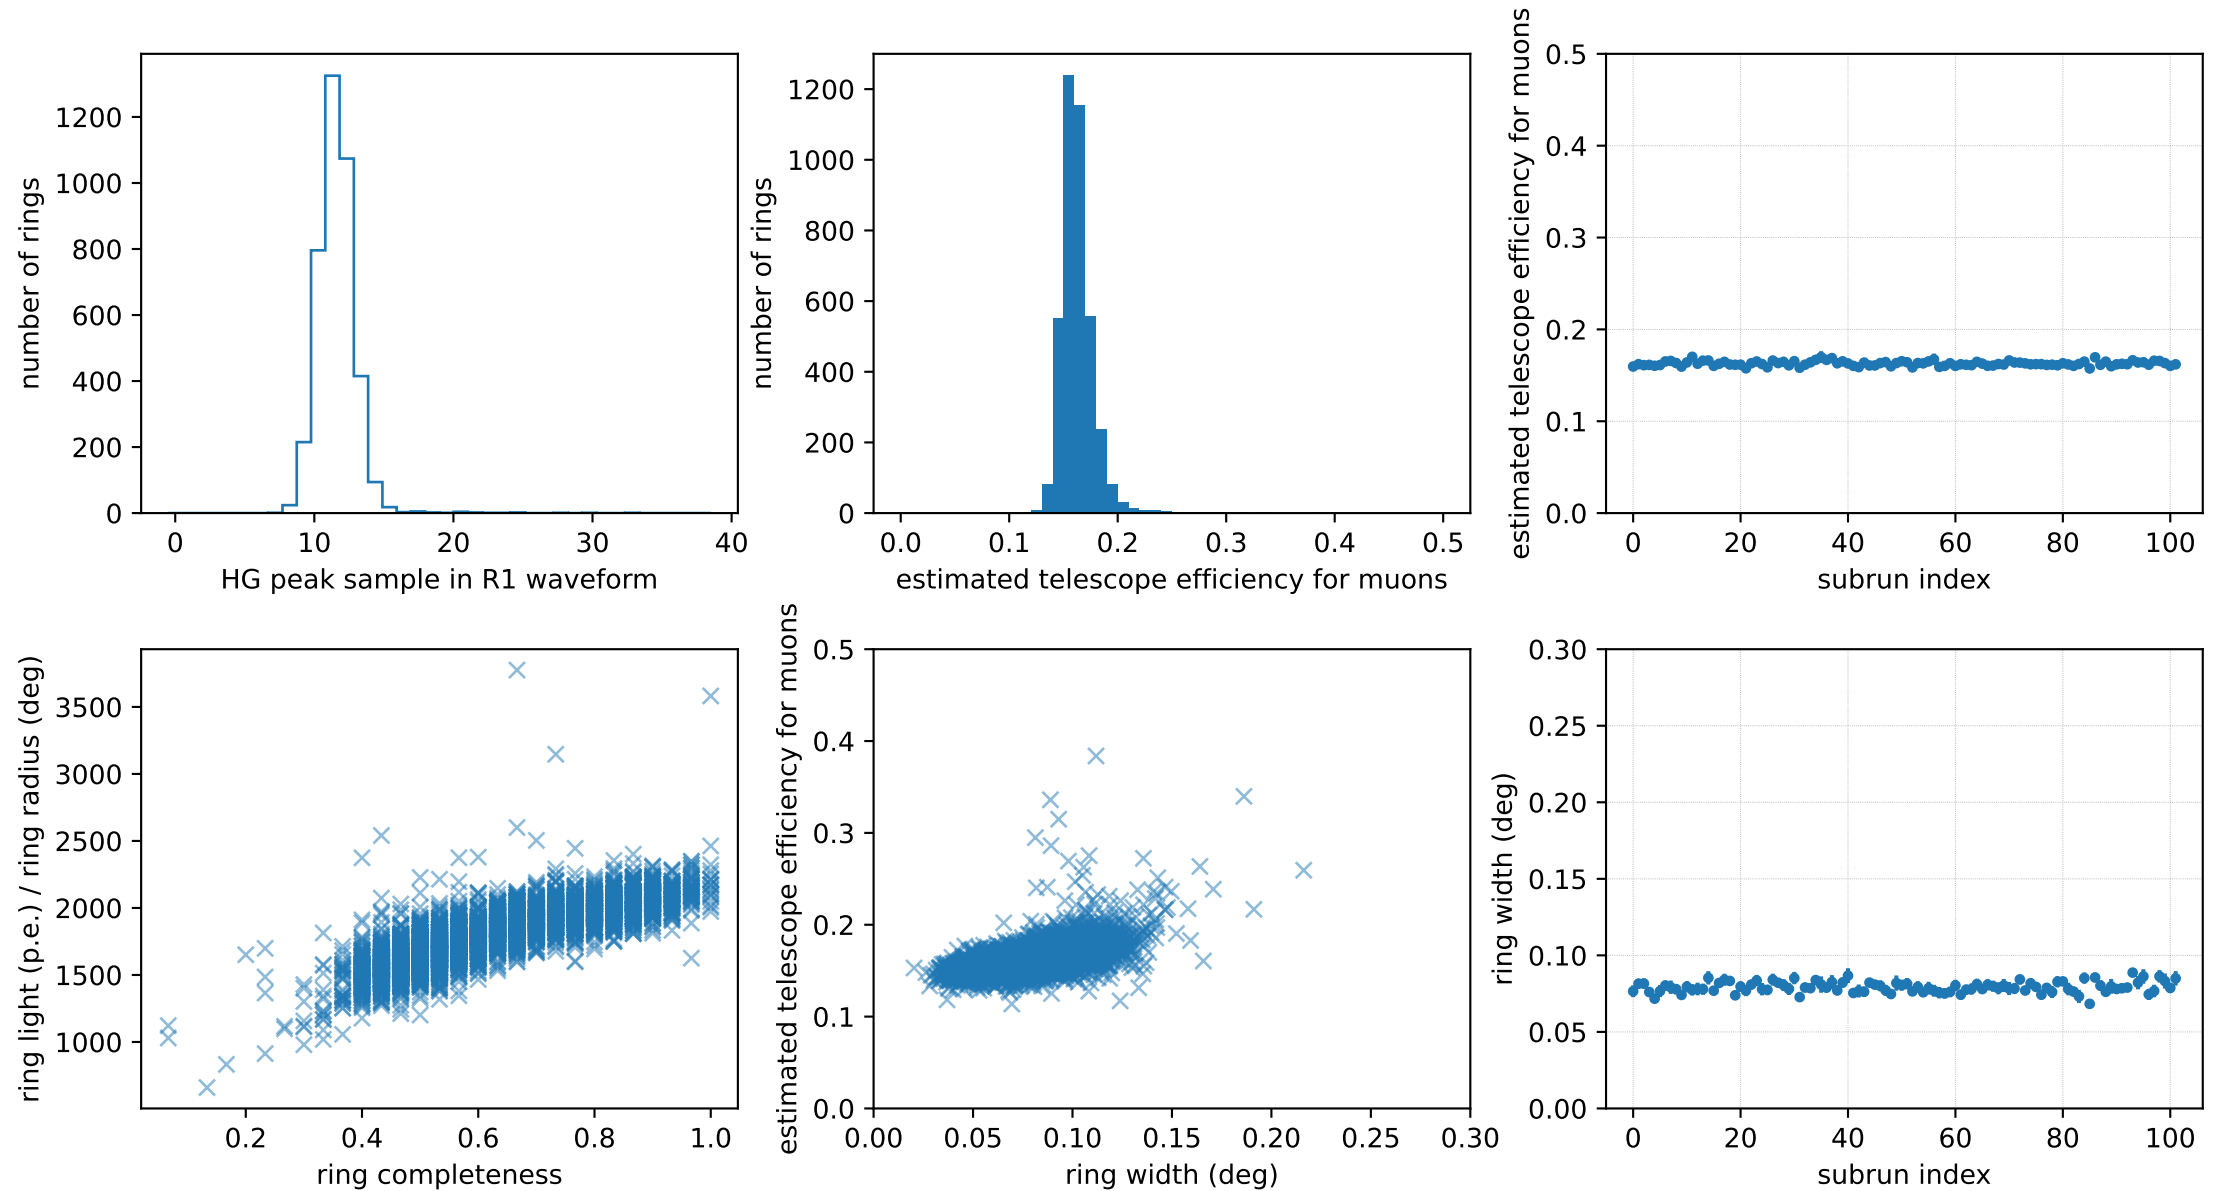 number of rings
1200
1000
800
600
400
200
0
0 10 20 30 40
HG peak sample in R1 waveform
number of rings
1200
1000
800
600
400
200
0
0.0 0.1 0.2 0.3 0.4 0.5
estimated telescope efficiency for muons
estimated telescope efficiency for muons
0.5
0.4
0.3
0.2
0.1
0.0
0 20 40 60 80 100
subrun index
ring light (p.e.) / ring radius (deg)
3500
3000
2500
2000
1500
1000
0.2 0.4 0.6 0.8 1.0
ring completeness
estimated telescope efficiency for muons
0.5
0.4
0.3
0.2
0.1
0.0
0.00 0.05 0.10 0.15 0.20 0.25 0.30
ring width (deg)
ring width (deg)
0.30
0.25
0.20
0.15
0.10
0.05
0.00
0 20 40 60 80 100
subrun index